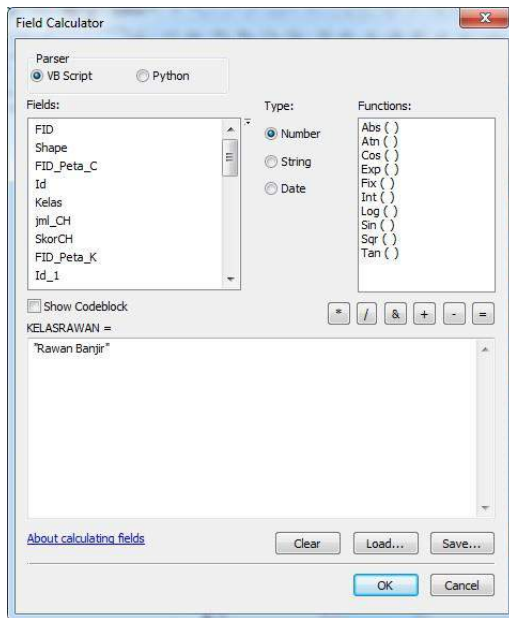 Field Calculator
Parser
VB Script Python
Fields: Type: Functions:
FID
Shape
FID_Peta_C
Id
Kelas
jml_CH
SkorCH
FID_Peta_K
Id_1
Number
String
Date
Abs ( )
Atn ( )
Cos ( )
Exp ( )
Fix ( )
Int ( )
Log ( )
Sin ( )
Sqr ( )
Tan ( )
Show Codeblock
* / & + - =
KELASRAWAN =
"Rawan Banjir"
About calculating fields Clear Load... Save...
OK Cancel